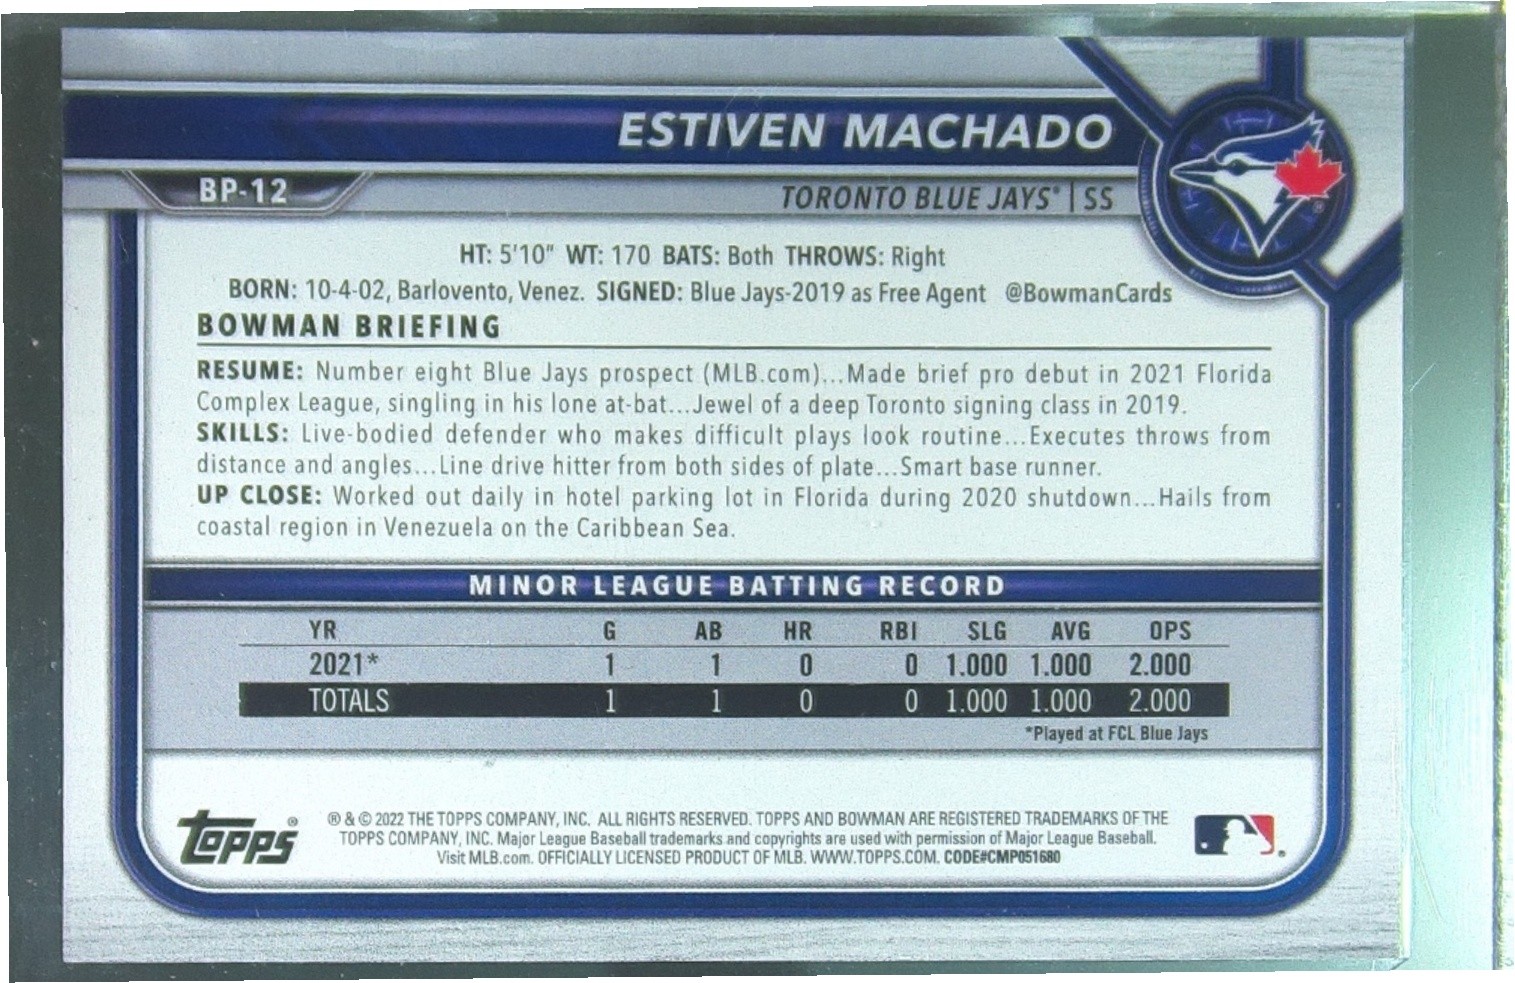 ESTIVEN MACHADO
BP-12
TORONTO BLUE JAYS® | SS
®
HT: 5'10" WT: 170 BATS: Both THROWS: Right
BORN: 10-4-02, Barlovento, Venez. SIGNED: Blue Jays-2019 as Free Agent @BowmanCards
BOWMAN BRIEFING
RESUME: Number eight Blue Jays prospect (MLB.com)...Made brief pro debut in 2021 Florida
Complex League, singling in his lone at-bat...Jewel of a deep Toronto signing class in 2019.
SKILLS: Live-bodied defender who makes difficult plays look routine...Executes throws from
distance and angles...Line drive hitter from both sides of plate...Smart base runner.
UP CLOSE: Worked out daily in hotel parking lot in Florida during 2020 shutdown...Hails from
coastal region in Venezuela on the Caribbean Sea.
MINOR LEAGUE BATTING RECORD
YR G AB HR RBI SLG AVG OPS
2021* 1 1 0 0 1.000 1.000 2.000
TOTALS 1 1 0 0 1.000 1.000 2.000
*Played at FCL Blue Jays
Topps®
® & © 2022 THE TOPPS COMPANY, INC. ALL RIGHTS RESERVED. TOPPS AND BOWMAN ARE REGISTERED TRADEMARKS OF THE
TOPPS COMPANY, INC. Major League Baseball trademarks and copyrights are used with permission of Major League Baseball.
Visit MLB.com. OFFICIALLY LICENSED PRODUCT OF MLB. WWW.TOPPS.COM. CODE#CMP051680